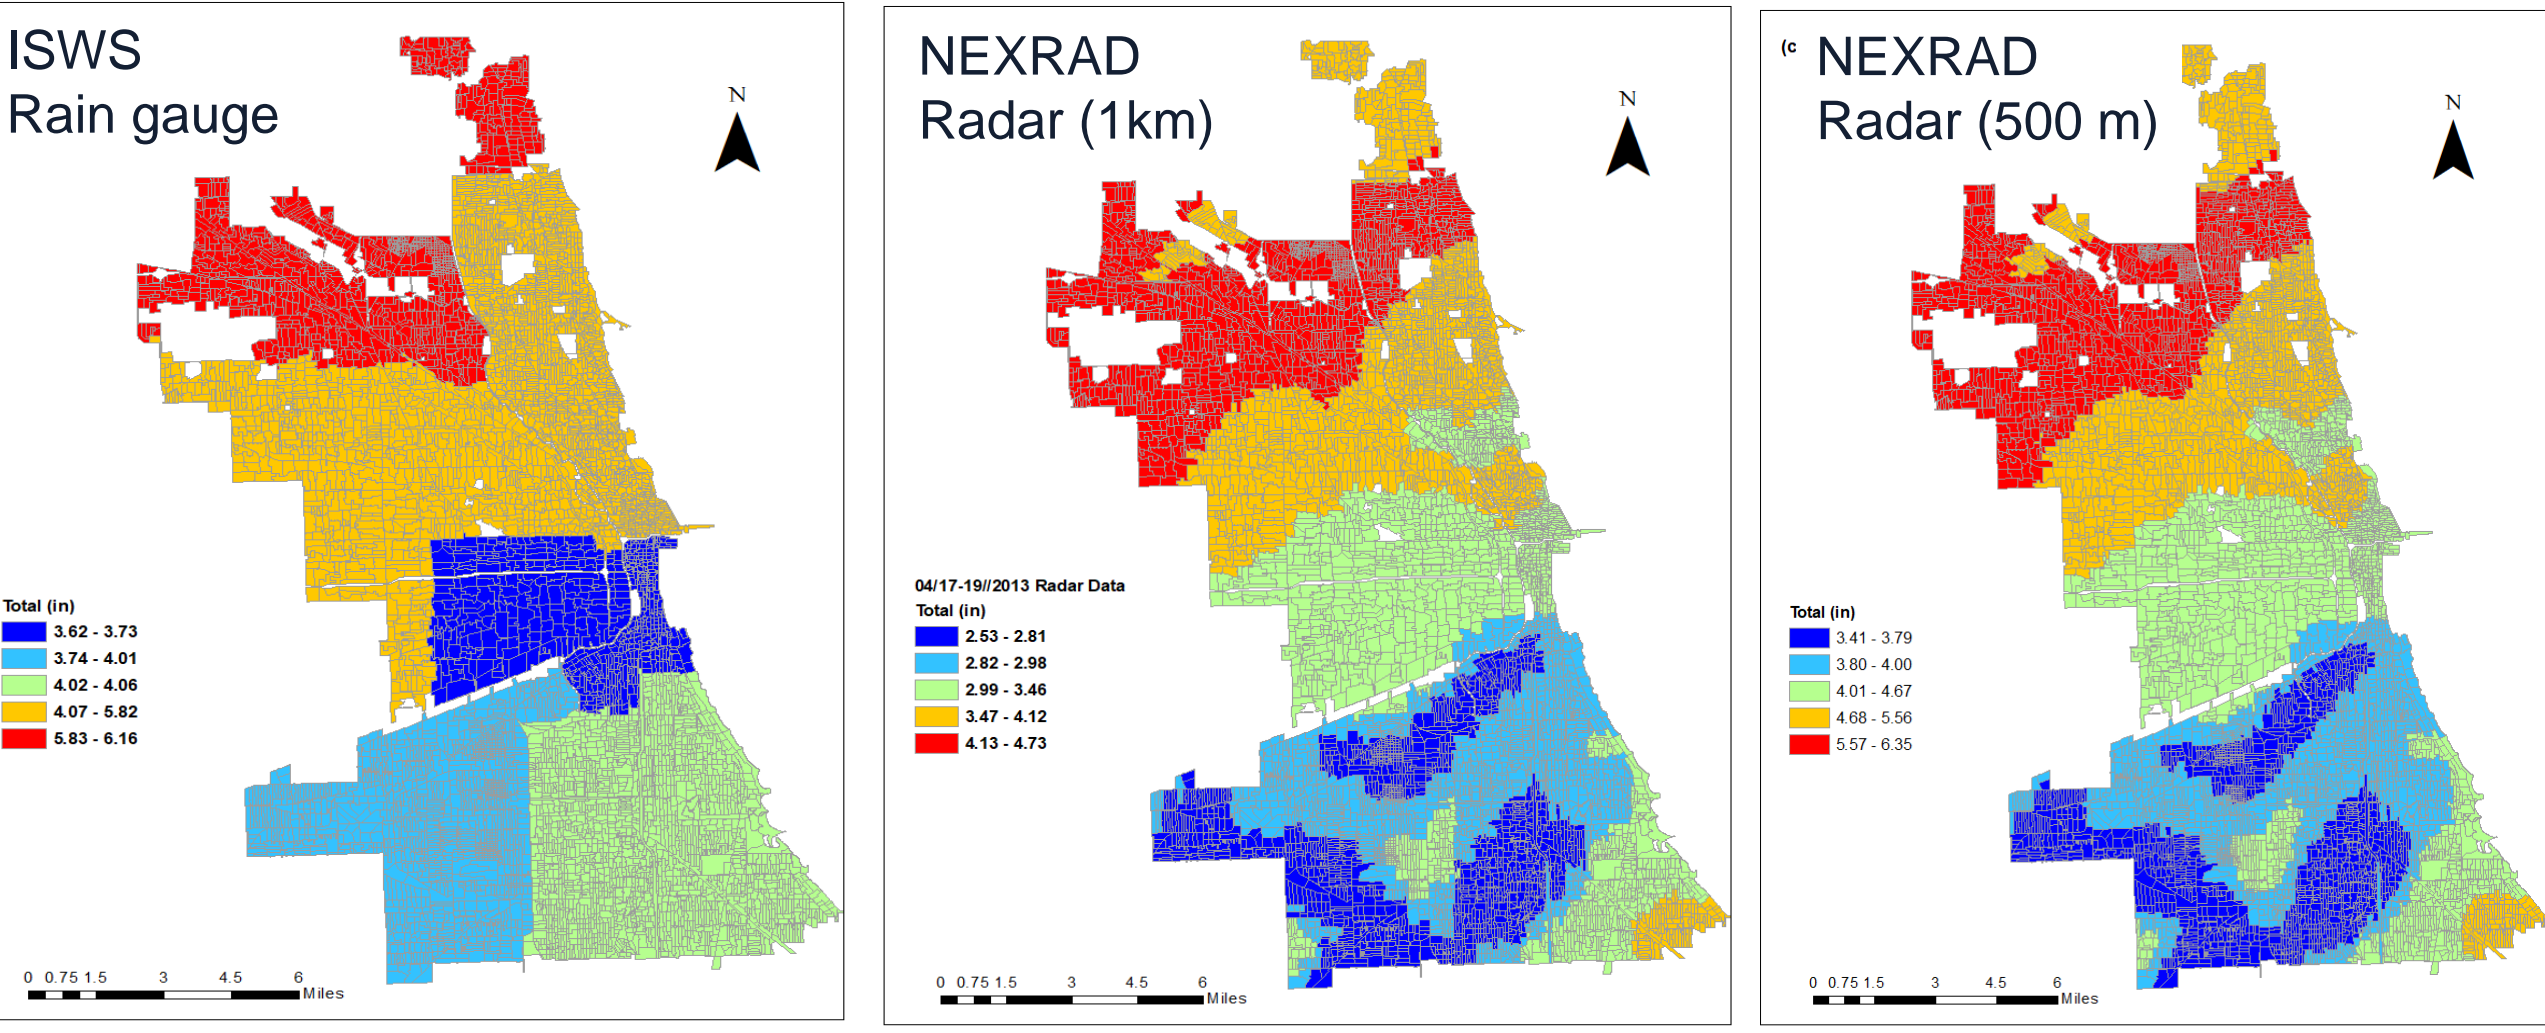 ISWS
Rain gauge
N
Total (in)
3.62 - 3.73
3.74 - 4.01
4.02 - 4.06
4.07 - 5.82
5.83 - 6.16
0 0.75 1.5 3 4.5 6
Miles
NEXRAD
Radar (1km)
N
04/17-19//2013 Radar Data
Total (in)
2.53 - 2.81
2.82 - 2.98
2.99 - 3.46
3.47 - 4.12
4.13 - 4.73
0 0.75 1.5 3 4.5 6
Miles
(c NEXRAD
Radar (500 m)
N
Total (in)
3.41 - 3.79
3.80 - 4.00
4.01 - 4.67
4.68 - 5.56
5.57 - 6.35
0 0.75 1.5 3 4.5 6
Miles